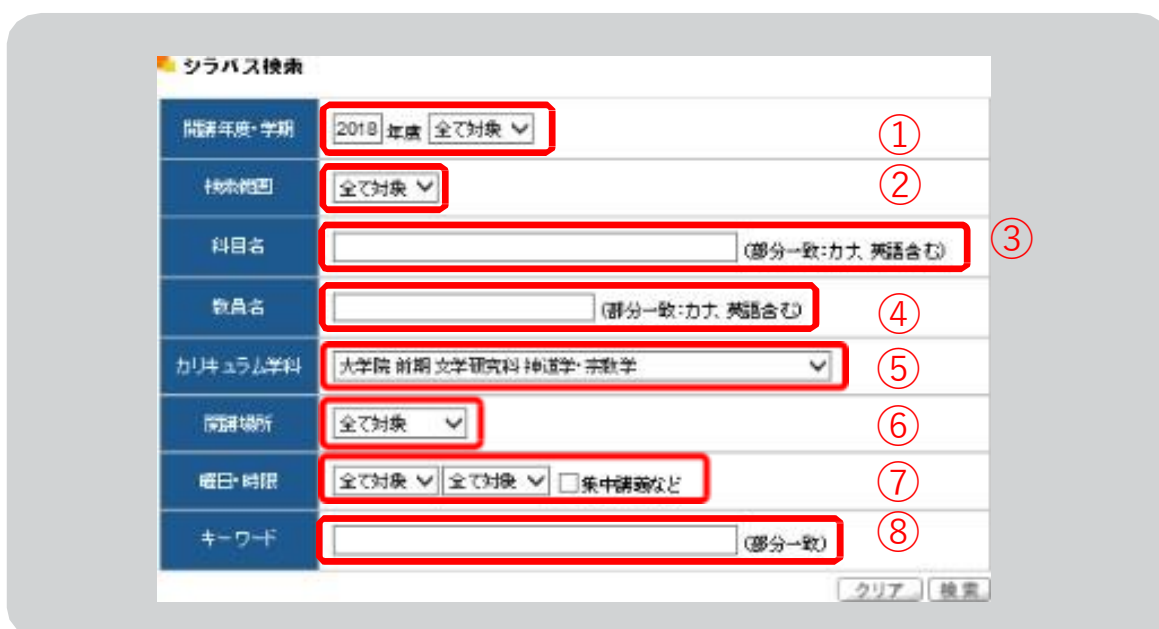 シラバス検索
開講年度・学期 2018 年度 全て対象 ①
検索範囲 全て対象 ②
科目名 (部分一致:カナ、英語含む) ③
教員名 (部分一致:カナ、英語含む) ④
カリキュラム学科 大学院 前期 文学研究科 神道学・宗教学 ⑤
開講場所 全て対象 ⑥
曜日・時限 全て対象 全て対象 集中講義など ⑦
キーワード (部分一致) ⑧
クリア 検索